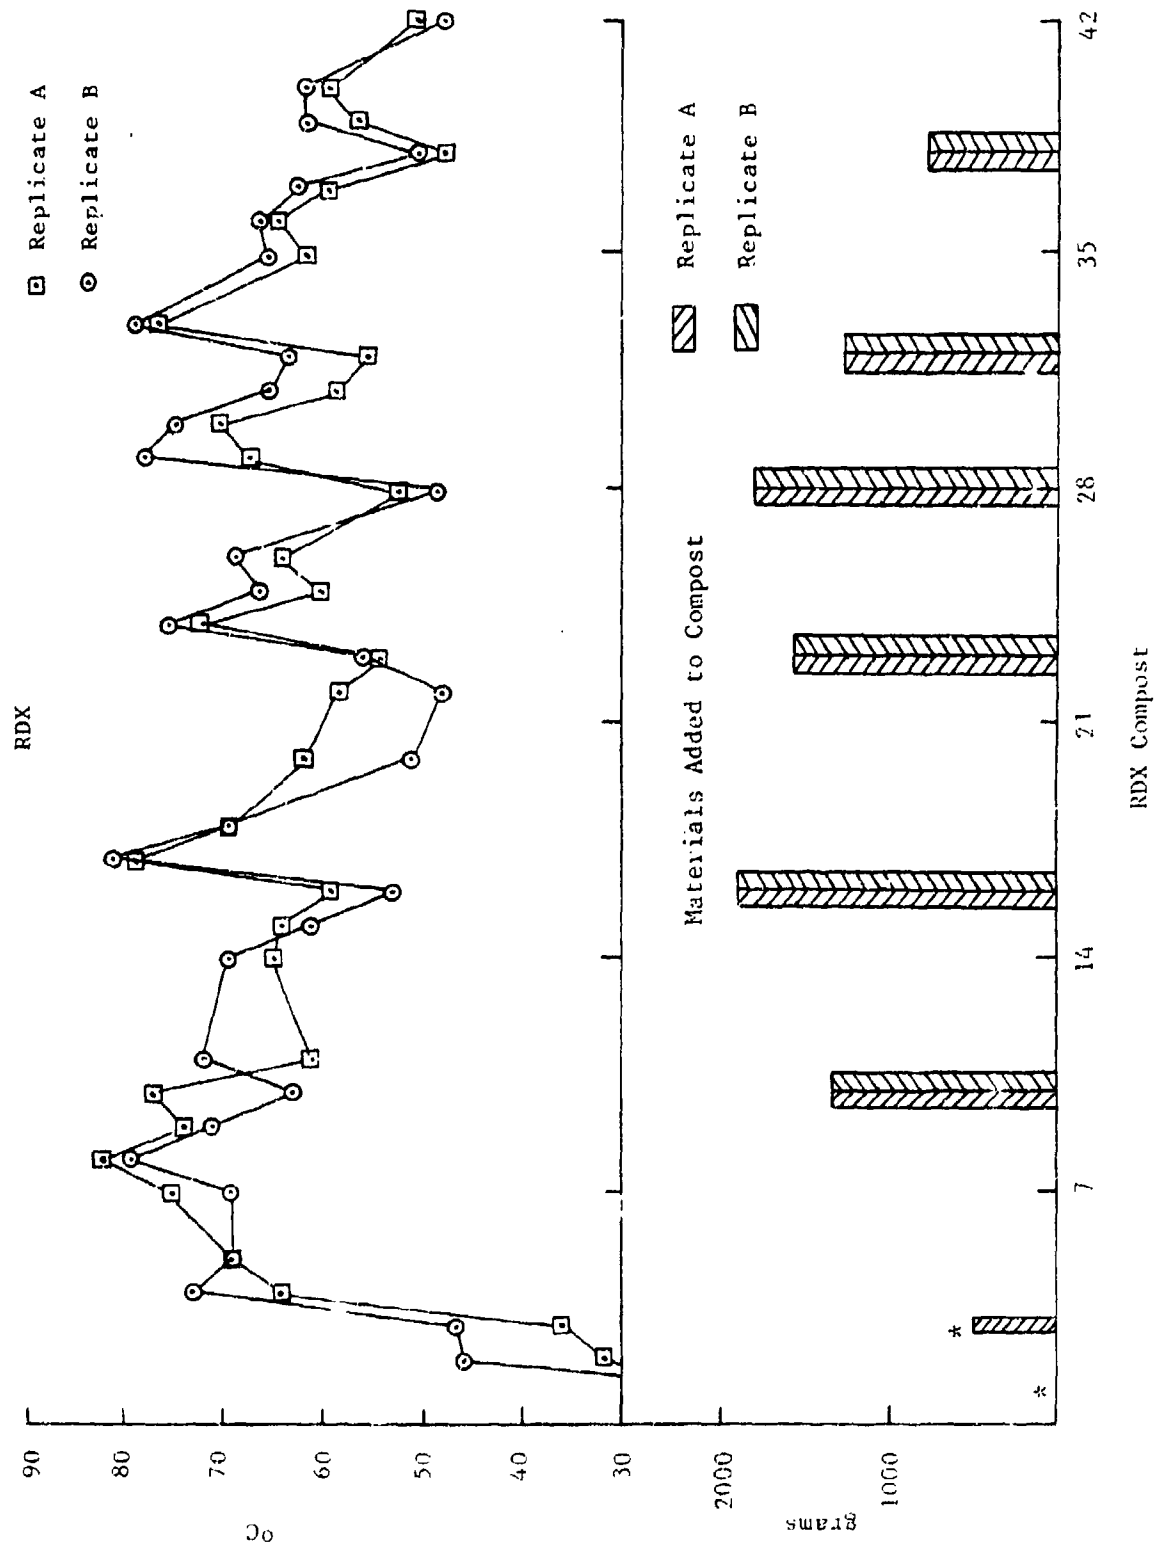 RDX
Replicate A
Replicate B
°C
90
80
70
60
50
40
30
Materials Added to Compost
Replicate A
Replicate B
grams
2000
1000
*
*
7
14
21
28
35
42
RDX Compost